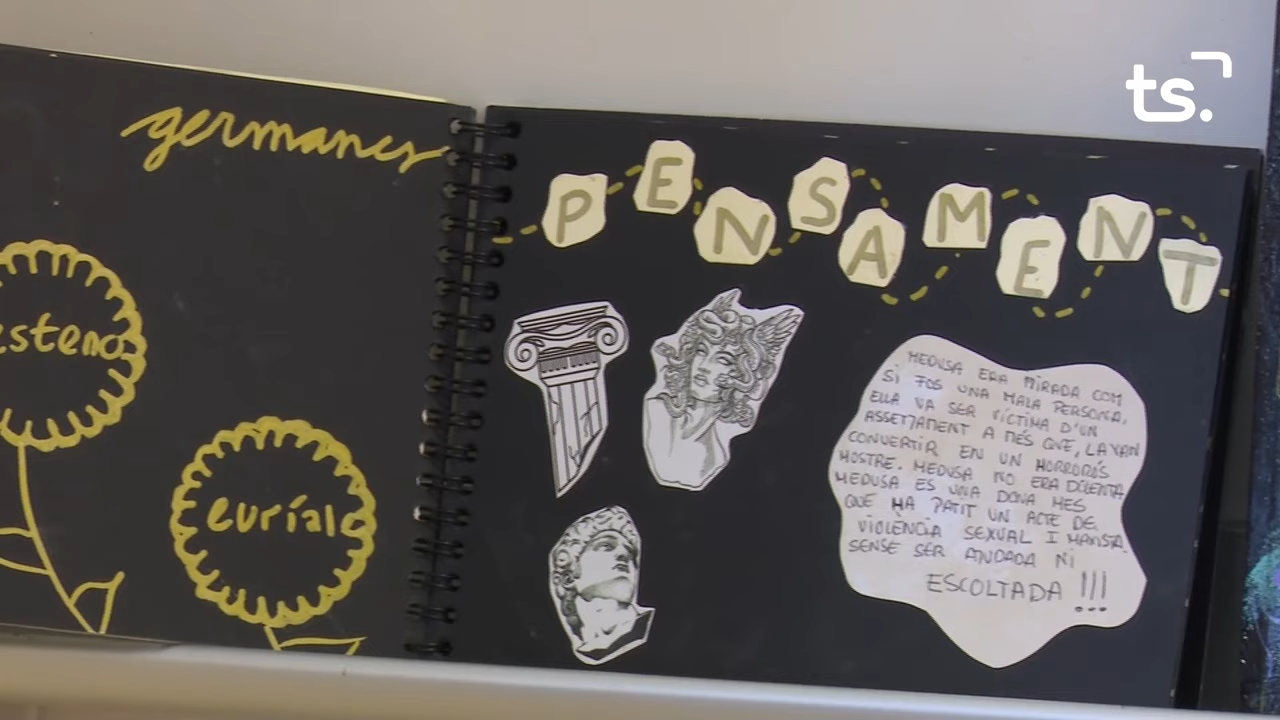 ts.
germanes
esteno
euríale
PENSAMENT
MEDUSA ERA MIRADA COM
SI FOS UNA MALA PERSONA,
ELLA VA SER VÍCTIMA D'UN
ASSETJAMENT A MÉS QUE, LA VAN
CONVERTIR EN UN HORRORÓS
MOSTRE. MEDUSA NO ERA DOLENTA
MEDUSA ES UNA DONA MES
QUE HA PATIT UN ACTE DE
VIOLÈNCIA SEXUAL I MAXISTA
SENSE SER AJUDADA NI
ESCOLTADA !!!